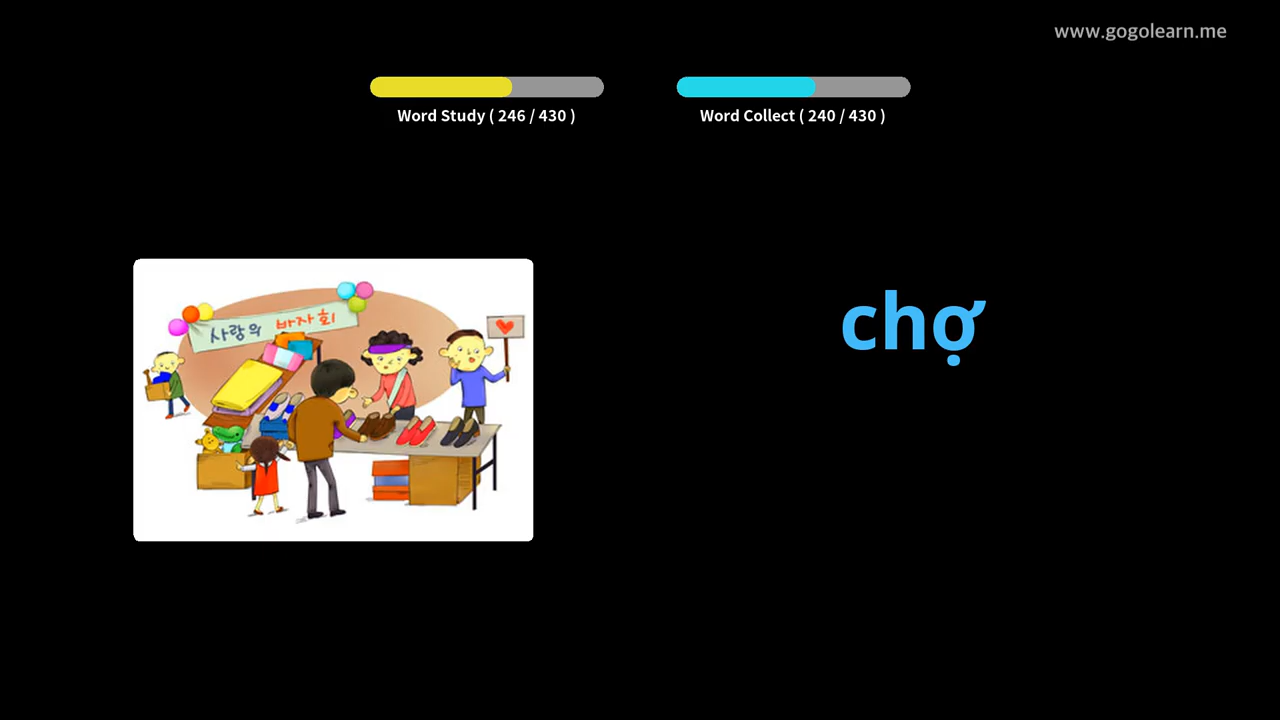 www.gogolearn.me
Word Study ( 246 / 430 )
Word Collect ( 240 / 430 )
사랑의 바자회
chợ